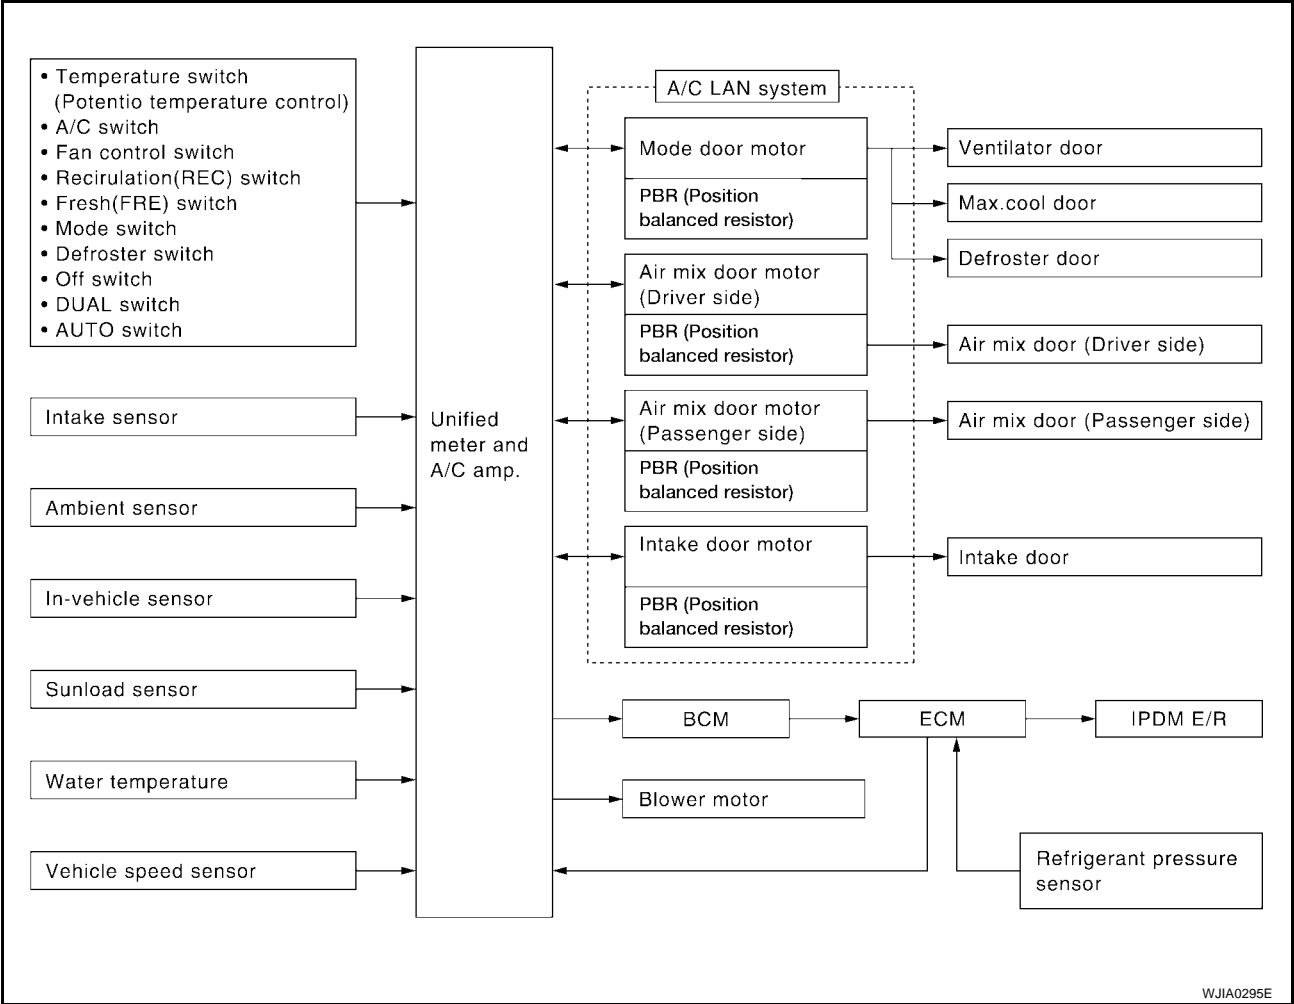 • Temperature switch
(Potentio temperature control)
• A/C switch
• Fan control switch
• Recirulation(REC) switch
• Fresh(FRE) switch
• Mode switch
• Defroster switch
• Off switch
• DUAL switch
• AUTO switch
Intake sensor
Ambient sensor
In-vehicle sensor
Sunload sensor
Water temperature
Vehicle speed sensor
Unified
meter and
A/C amp.
A/C LAN system
Mode door motor
PBR (Position
balanced resistor)
Air mix door motor
(Driver side)
PBR (Position
balanced resistor)
Air mix door motor
(Passenger side)
PBR (Position
balanced resistor)
Intake door motor
PBR (Position
balanced resistor)
Ventilator door
Max.cool door
Defroster door
Air mix door (Driver side)
Air mix door (Passenger side)
Intake door
BCM
ECM
IPDM E/R
Blower motor
Refrigerant pressure
sensor
WJIA0295E